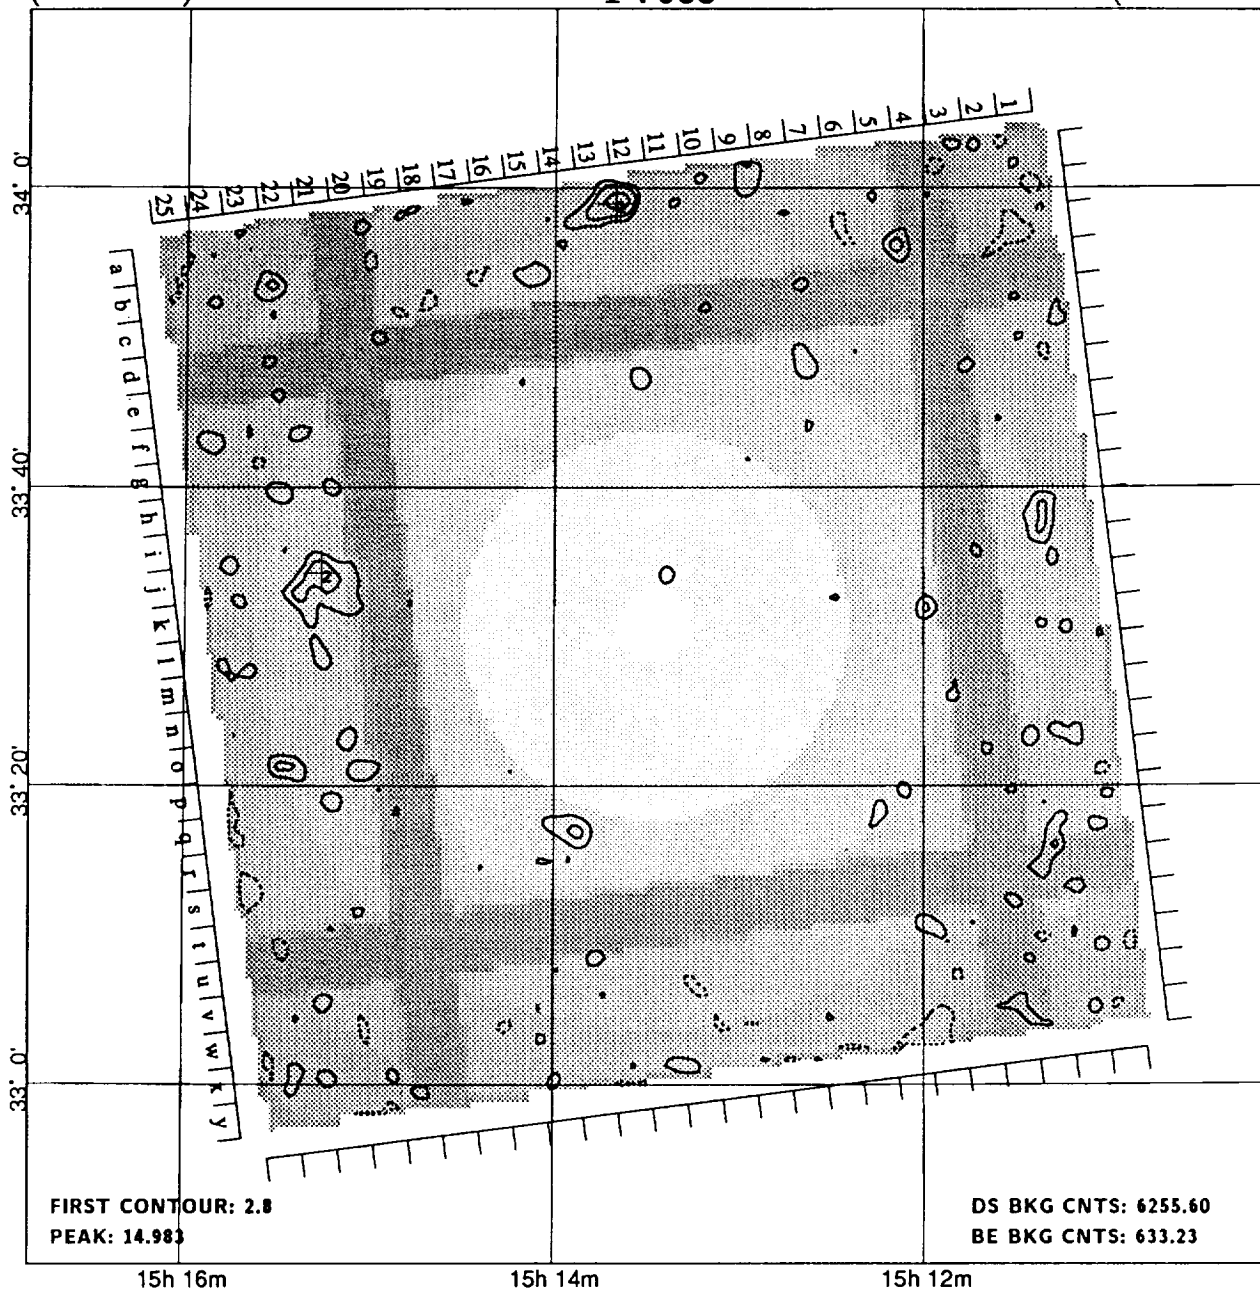 25 24 23 22 21 20 19 18 17 16 15 14 13 12 11 10 9 8 7 6 5 4 3 2 1
34° 0'
a b c d e f g h i j k l m n o p q r s t u v w x y
33° 40'
2
33° 20'
33° 0'
FIRST CONTOUR: 2.8
PEAK: 14.983
DS BKG CNTS: 6255.60
BE BKG CNTS: 633.23
15h 16m 15h 14m 15h 12m